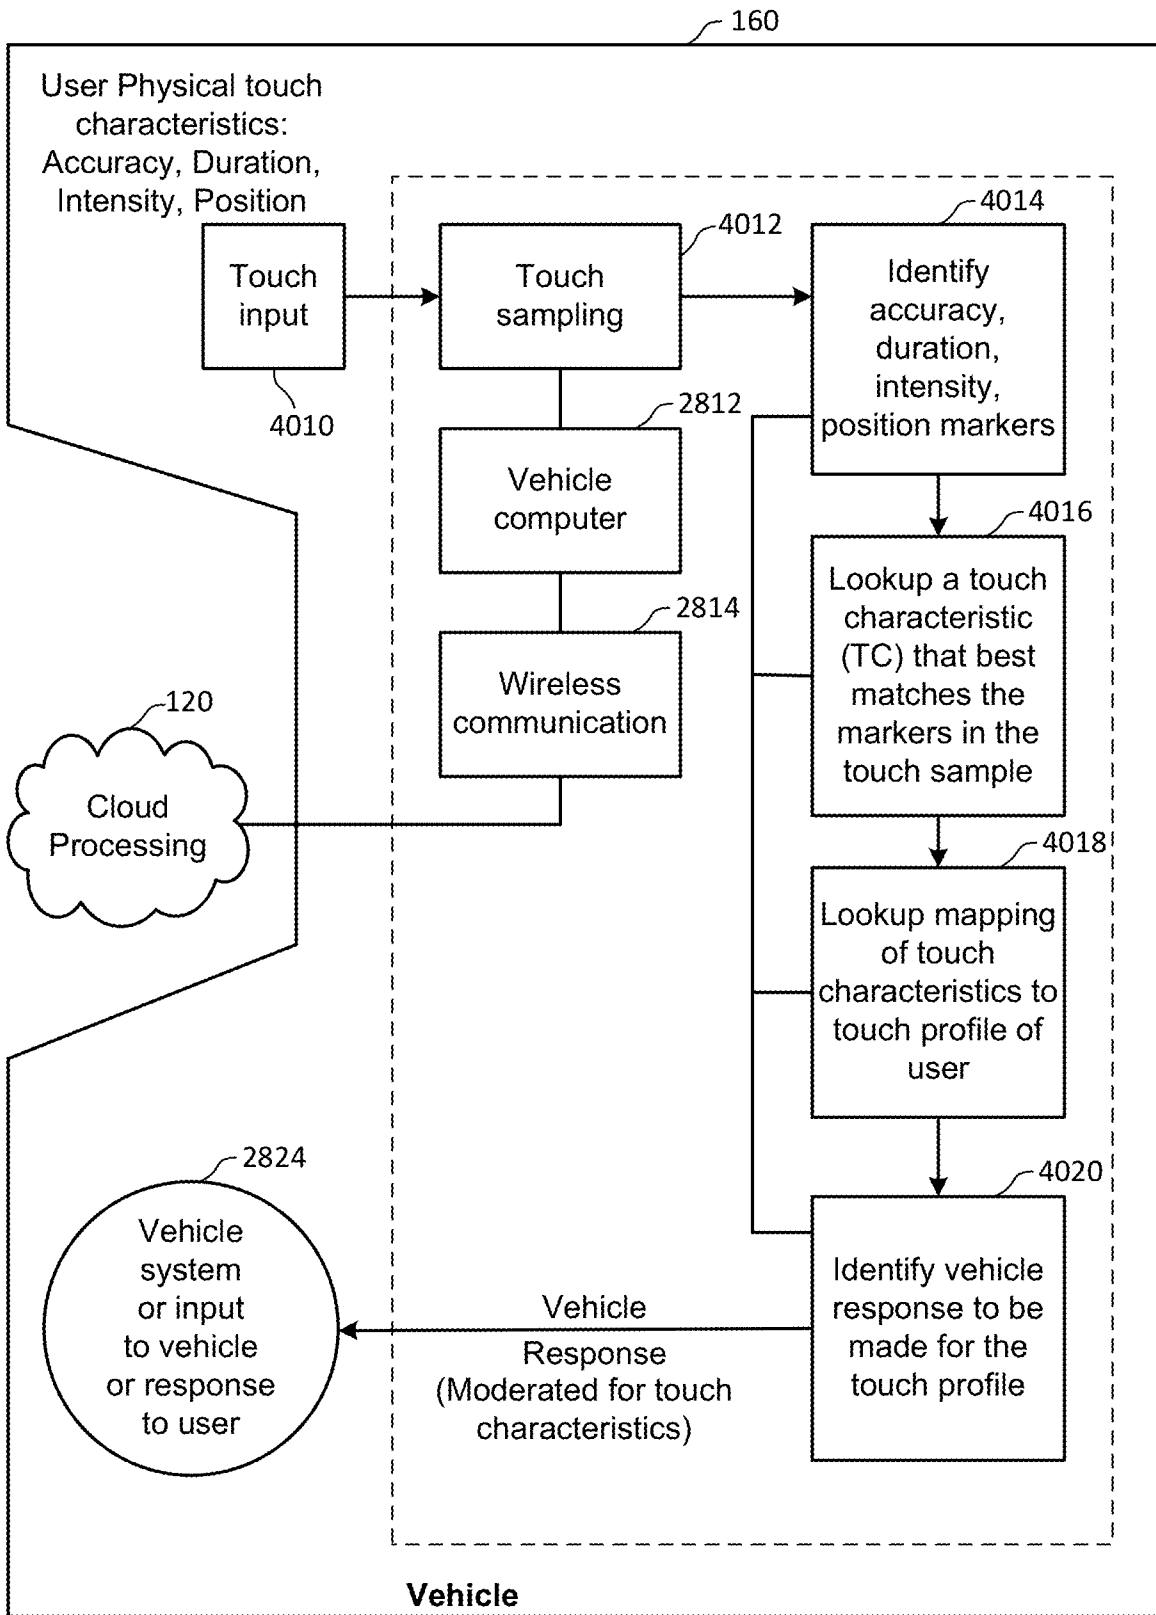 160
User Physical touch
characteristics:
Accuracy, Duration,
Intensity, Position
Touch
input
4010
4012
Touch
sampling
4014
Identify
accuracy,
duration,
intensity,
position markers
2812
Vehicle
computer
4016
Lookup a touch
characteristic
(TC) that best
matches the
markers in the
touch sample
2814
Wireless
communication
120
Cloud
Processing
4018
Lookup mapping
of touch
characteristics to
touch profile of
user
4020
Identify vehicle
response to be
made for the
touch profile
Vehicle
Response
(Moderated for touch
characteristics)
2824
Vehicle
system
or input
to vehicle
or response
to user
Vehicle